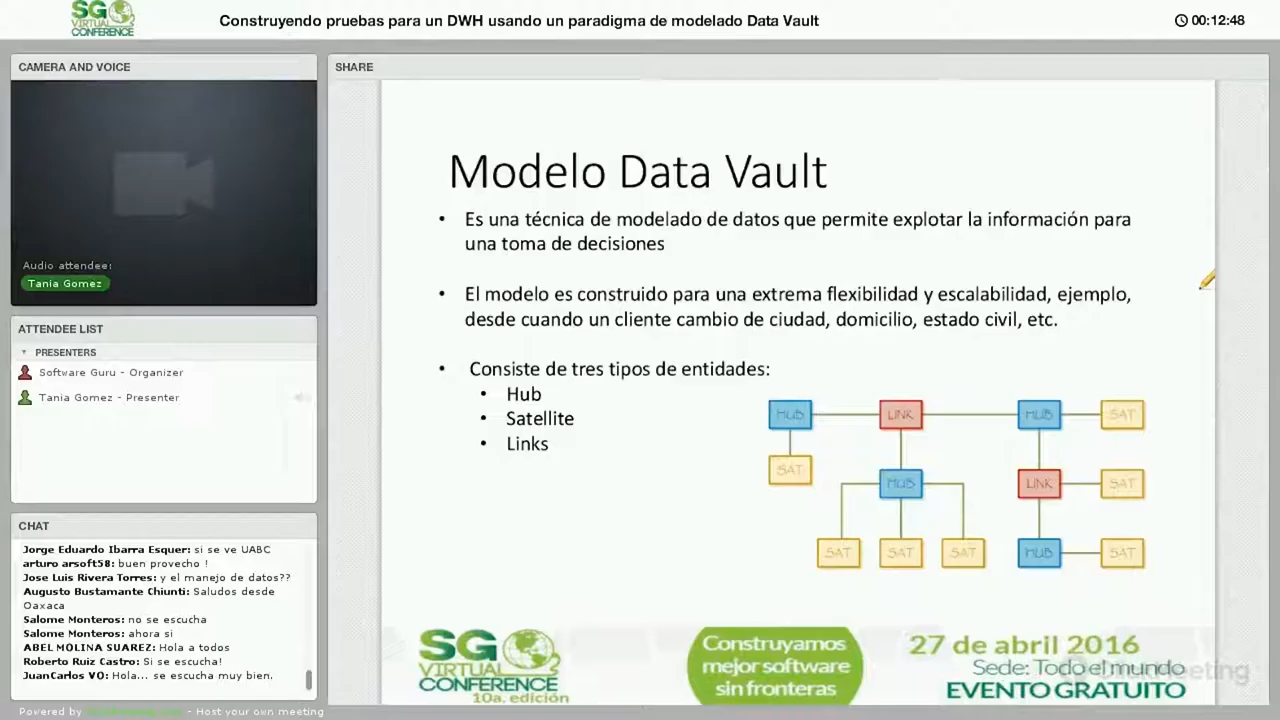 SG
VIRTUAL
CONFERENCE
Construyendo pruebas para un DWH usando un paradigma de modelado Data Vault
00:12:48
CAMERA AND VOICE
Audio attendee:
Tania Gomez
ATTENDEE LIST
PRESENTERS
Software Guru - Organizer
Tania Gomez - Presenter
CHAT
Jorge Eduardo Ibarra Esquer: si se ve UABC
arturo arsoft58: buen provecho !
Jose Luis Rivera Torres: y el manejo de datos??
Augusto Bustamante Chiunti: Saludos desde
Oaxaca
Salome Monteros: no se escucha
Salome Monteros: ahora si
ABEL MOLINA SUAREZ: Hola a todos
Roberto Ruiz Castro: Si se escucha!
JuanCarlos VO: Hola... se escucha muy bien.
SHARE
Modelo Data Vault
• Es una técnica de modelado de datos que permite explotar la información para
una toma de decisiones
• El modelo es construido para una extrema flexibilidad y escalabilidad, ejemplo,
desde cuando un cliente cambio de ciudad, domicilio, estado civil, etc.
• Consiste de tres tipos de entidades:
• Hub
• Satellite
• Links
HUB LINK HUB SAT
SAT HUB LINK SAT
SAT SAT SAT HUB SAT
SG
VIRTUAL
CONFERENCE
10a. edición
Construyamos
mejor software
sin fronteras
27 de abril 2016
Sede: Todo el mundo
EVENTO GRATUITO
ClickMeeting
Powered by - Host your own meeting